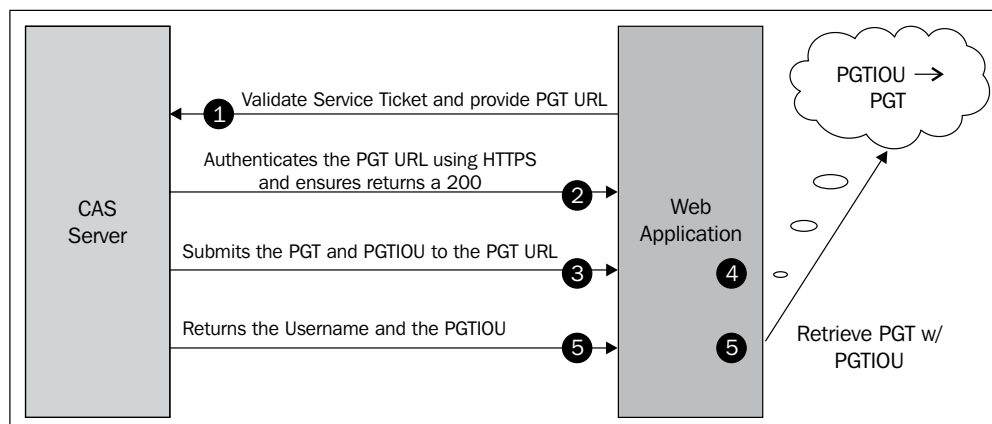 PGTIOU →
PGT
1
Validate Service Ticket and provide PGT URL
Authenticates the PGT URL using HTTPS
and ensures returns a 200
2
CAS
Server
Web
Application
Submits the PGT and PGTIOU to the PGT URL
3
4
Returns the Username and the PGTIOU
5
5
Retrieve PGT w/
PGTIOU